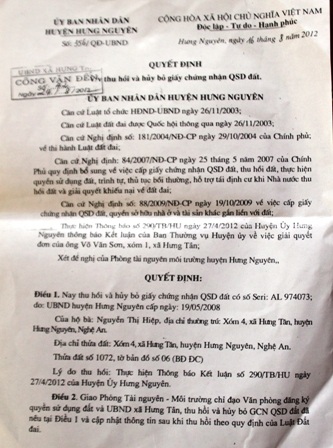 ỦY BAN NHÂN DÂN
HUYỆN HƯNG NGUYÊN
Số: /QĐ-UBND
CỘNG HÒA XÃ HỘI CHỦ NGHĨA VIỆT NAM
Độc lập - Tự do - Hạnh phúc
Hưng Nguyên, ngày tháng 8 năm 2012
UBND XÃ HƯNG T
CÔNG VĂN ĐẾN
QUYẾT ĐỊNH
thu hồi và hủy bỏ giấy chứng nhận QSD đất.
ỦY BAN NHÂN DÂN HUYỆN HƯNG NGUYÊN
Căn cứ Luật tổ chức HĐND-UBND ngày 26/11/2003;
Căn cứ Luật đất đai được Quốc hội thông qua ngày 26/11/2003;
Căn cứ Nghị định số: 181/2004/NĐ-CP ngày 29/10/2004 của Chính phủ;
về thi hành Luật đất đai;
Căn cứ Nghị định: 84/2007/NĐ-CP ngày 25 tháng 5 năm 2007 của Chính
Phủ quy định bổ sung về việc cấp giấy chứng nhận QSD đất, thu hồi đất, thực hiện
quyền sử dụng đất, trình tự, thủ tục bồi thường, hỗ trợ tái định cư khi Nhà nước thu
hồi đất và giải quyết khiếu nại về đất đai;
Căn cứ Nghị định số: 88/2009/NĐ-CP ngày 19/10/2009 về việc cấp giấy
chứng nhận QSD đất, quyền sở hữu nhà ở và tài sản khác gắn liền với đất;
Thực hiện Thông báo số 290/TB/HU ngày 27/4/2012 của Huyện Ủy Hưng
Nguyên thông báo Kết luận của Ban Thường vụ Huyện ủy về việc giải quyết
đơn của ông Võ Văn Sơn, xóm 1, xã Hưng Tân;
Xét đề nghị của Phòng tài nguyên môi trường huyện Hưng Nguyên,,
QUYẾT ĐỊNH:
Điều 1. Nay thu hồi và hủy bỏ giấy chứng nhận QSD đất có số Seri: AL 974073;
do: UBND huyện Hưng Nguyên cấp ngày: 19/05/2008
Của hộ bà: Nguyễn Thị Hiệp, địa chỉ thường trú: Xóm 4, xã Hưng Tân, huyện
Hưng Nguyên, Nghệ An.
Địa chỉ thửa đất: Xóm 4, xã Hưng Tân, huyện Hưng Nguyên, Nghệ An.
Thửa đất số 1072, tờ bản đồ số 06 (BĐ ĐC)
Lý do thu hồi: Thực hiện Thông báo Kết luận số 290/TB/HU ngày
27/4/2012 của Huyện Ủy Hưng Nguyên.
Điều 2. Giao Phòng Tài nguyên - Môi trường chỉ đạo Văn phòng đăng ký
quyền sử dụng đất và UBND xã Hưng Tân, thu hồi và hủy bỏ GCN QSD đất đã
nêu tại Điều 1 và cập nhật thông tin sau khi thu hồi theo quy định của Luật Đất
đai.